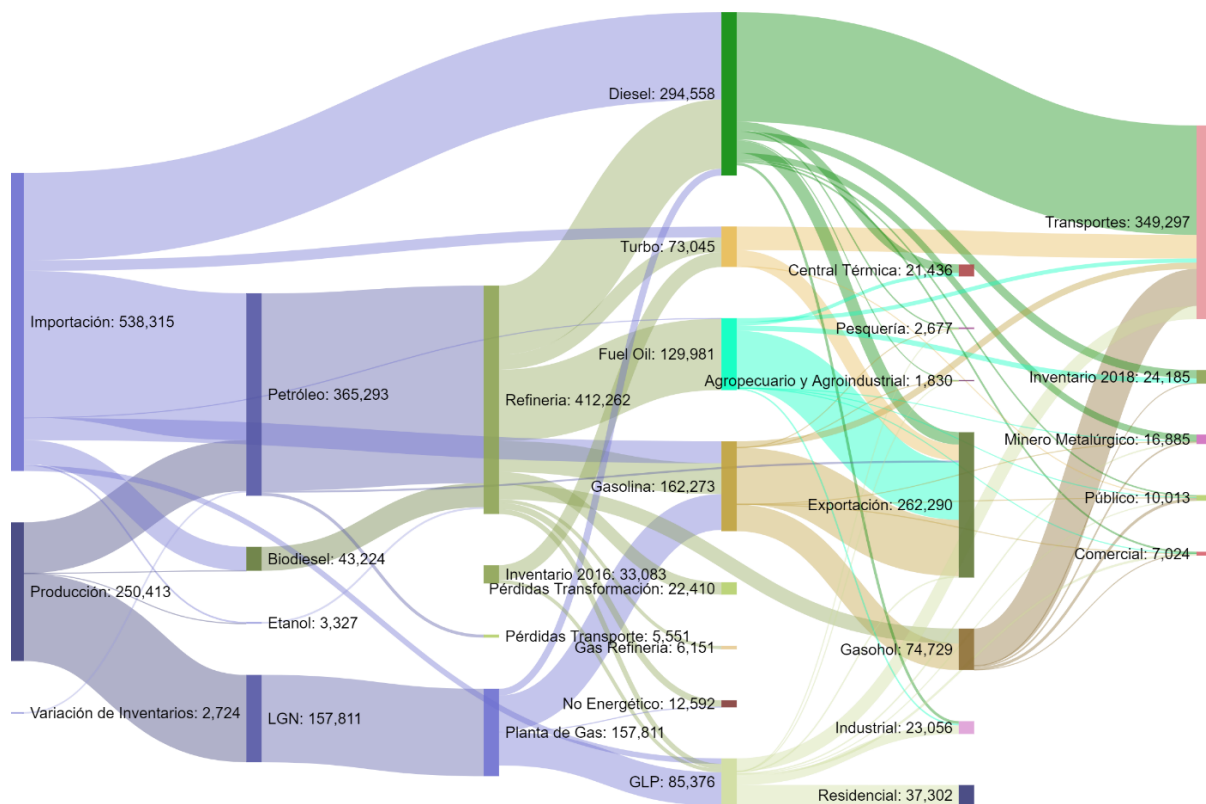 Diesel: 294,558
Transportes: 349,297
Turbo: 73,045
Central Térmica: 21,436
Importación: 538,315
Pesquería: 2,677
Fuel Oil: 129,981
Inventario 2018: 24,185
Agropecuario y Agroindustrial: 1,830
Petróleo: 365,293
Refineria: 412,262
Minero Metalúrgico: 16,885
Gasolina: 162,273
Público: 10,013
Exportación: 262,290
Comercial: 7,024
Biodiesel: 43,224
Inventario 2016: 33,083
Producción: 250,413
Pérdidas Transformación: 22,410
Etanol: 3,327
Pérdidas Transporte: 5,551
Gas Refineria: 6,151
Gasohol: 74,729
No Energético: 12,592
Variación de Inventarios: 2,724
LGN: 157,811
Industrial: 23,056
Planta de Gas: 157,811
GLP: 85,376
Residencial: 37,302